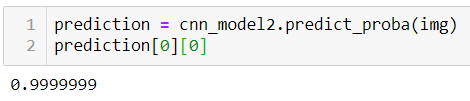 1 prediction = cnn_model2.predict_proba(img)
2 prediction[0][0]
0.9999999